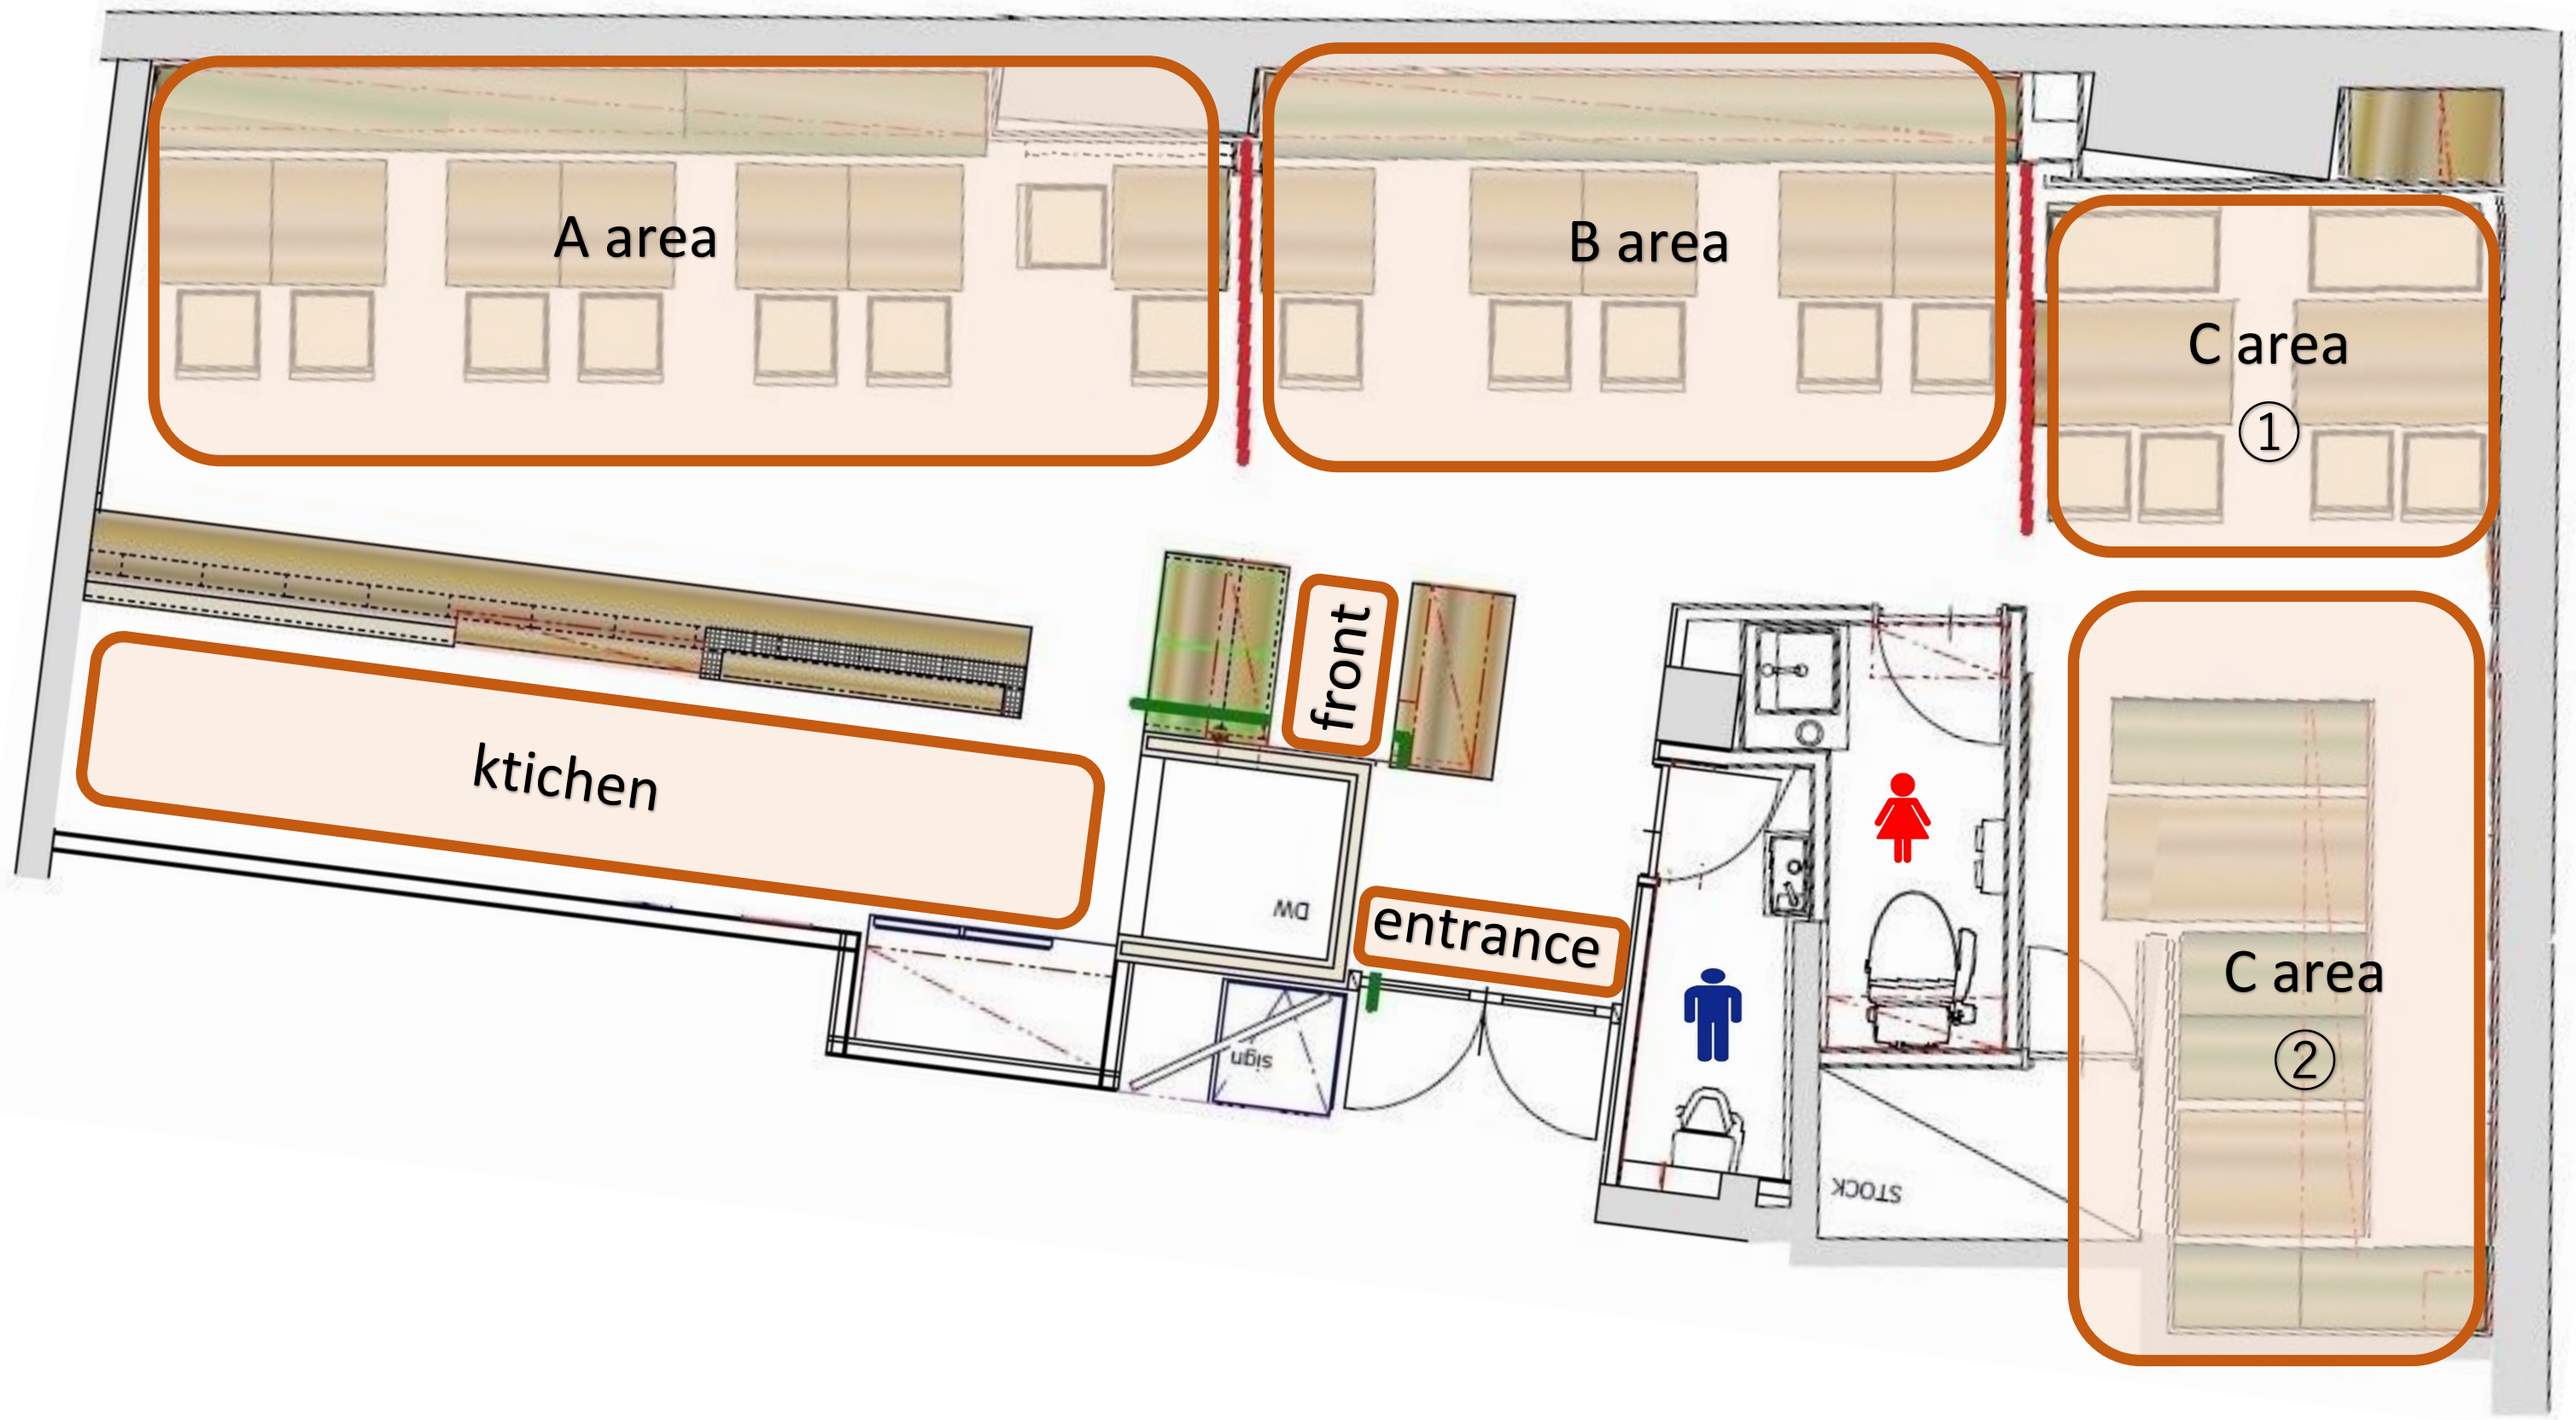 A area
B area
C area
①
front
ktichen
entrance
DW
sign
C area
②
STOCK